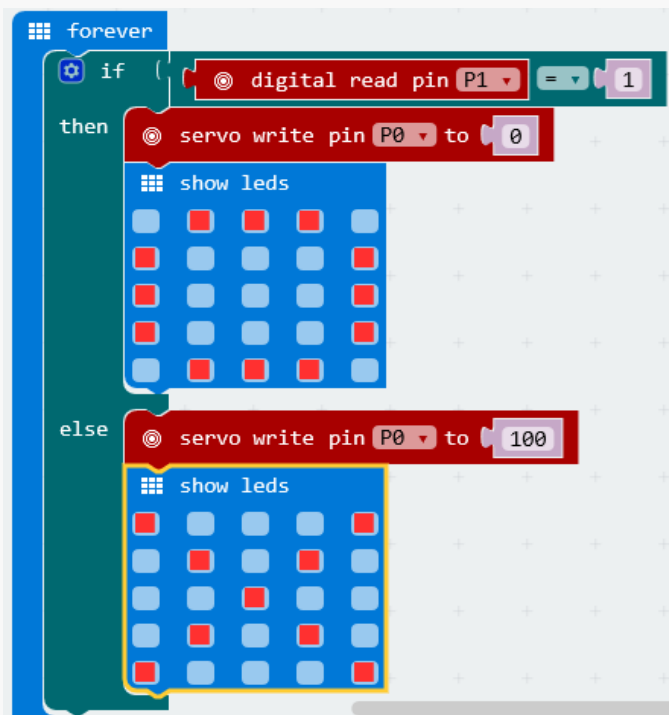 forever
if digital read pin P1 = 1
then servo write pin P0 to 0
show leds
else servo write pin P0 to 100
show leds